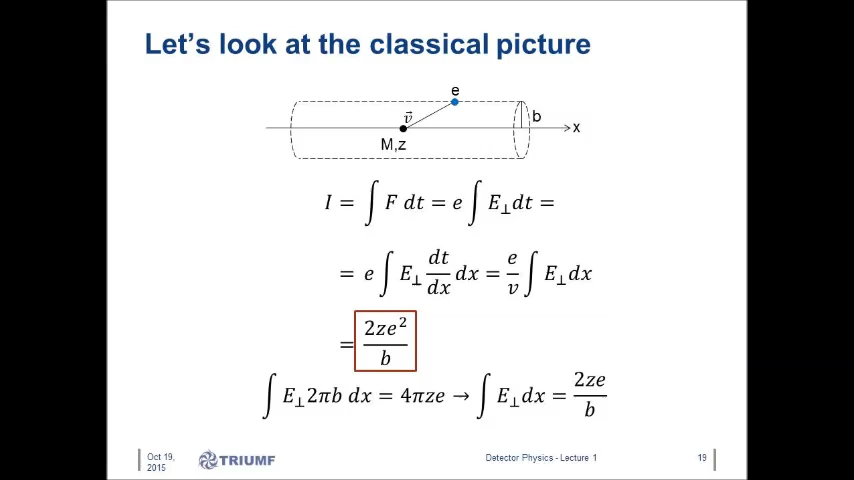 Let's look at the classical picture
e
v⃗
b
x
M,z
I = ∫ F dt = e ∫ E⊥dt =
= e ∫ E⊥ dt/dx dx = e/v ∫ E⊥dx
= 2ze²/b
∫ E⊥2πb dx = 4πze → ∫ E⊥dx = 2ze/b
Oct 19,
2015
TRIUMF
Detector Physics - Lecture 1
19